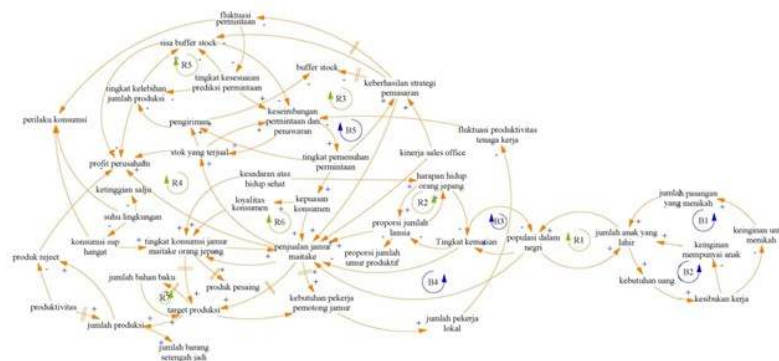 fluktuasi
permintaan
sisa buffer stock
R5
tingkat kesesuaian
prediksi permintaan
buffer stock
keberhasilan strategi
pemasaran
tingkat kelebihan
jumlah produksi
R3
perilaku konsumsi
pengiriman
keseimbangan
permintaan dan
penawaran
B5
fluktuasi produktivitas
tenaga kerja
kinerja sales office
stok yang terjual
tingkat pemenuhan
permintaan
profit perusahaan
kesadaran atas
hidup sehat
harapan hidup
orang jepang
R4
ketinggian salju
kepuasan
konsumen
loyalitas
konsumen
R2
jumlah pasangan
yang menikah
suhu lingkungan
R6
proporsi jumlah
lansia
B3
B1
konsumsi sup
hangat
tingkat konsumsi jamur
maitake orang jepang
penjualan jamur
maitake
Tingkat kematian
populasi dalam
negri
R1
jumlah anak yang
lahir
keinginan untuk
menikah
proporsi jumlah
umur produktif
keinginan
mempunyai anak
produk reject
jumlah bahan baku
produk pesaing
B4
B2
kebutuhan uang
kesibukan kerja
produktivitas
target produksi
kebutuhan pekerja
pemotong jamur
jumlah produksi
jumlah pekerja
lokal
jumlah barang
setengah jadi